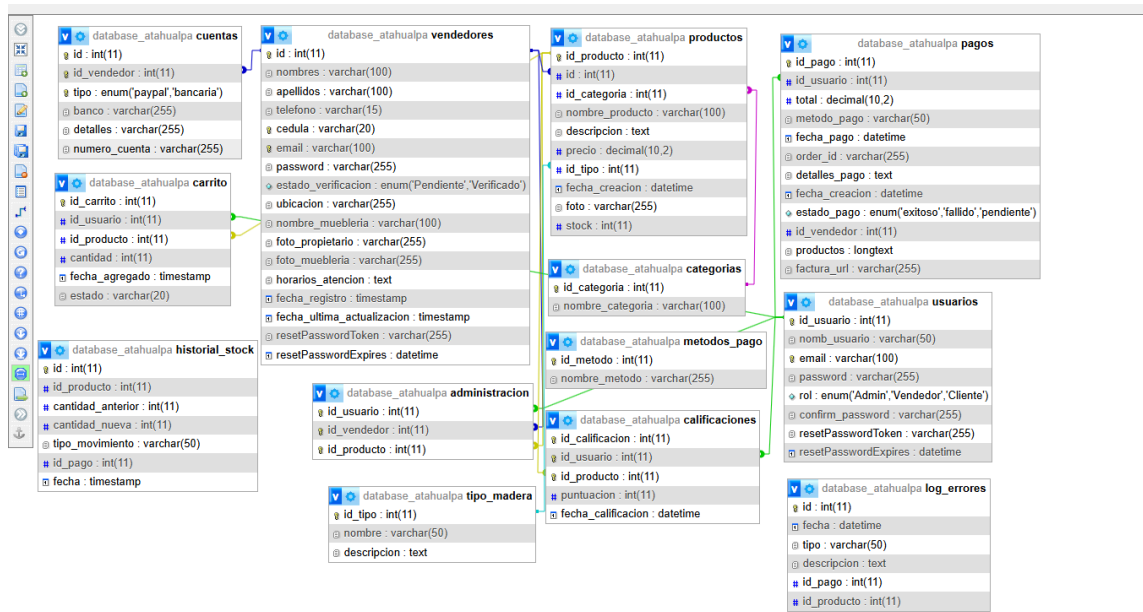 database_atahualpa cuentas
id : int(11)
id_vendedor : int(11)
tipo : enum('paypal','bancaria')
banco : varchar(255)
detalles : varchar(255)
numero_cuenta : varchar(255)
database_atahualpa carrito
id_carrito : int(11)
id_usuario : int(11)
id_producto : int(11)
cantidad : int(11)
fecha_agregado : timestamp
estado : varchar(20)
database_atahualpa historial_stock
id : int(11)
id_producto : int(11)
cantidad_anterior : int(11)
cantidad_nueva : int(11)
tipo_movimiento : varchar(50)
id_pago : int(11)
fecha : timestamp
database_atahualpa vendedores
id : int(11)
nombres : varchar(100)
apellidos : varchar(100)
telefono : varchar(15)
cedula : varchar(20)
email : varchar(100)
password : varchar(255)
estado_verificacion : enum('Pendiente','Verificado')
ubicacion : varchar(255)
nombre_muebleria : varchar(100)
foto_propietario : varchar(255)
foto_muebleria : varchar(255)
horarios_atencion : text
fecha_registro : timestamp
fecha_ultima_actualizacion : timestamp
resetPasswordToken : varchar(255)
resetPasswordExpires : datetime
database_atahualpa administracion
id_usuario : int(11)
id_vendedor : int(11)
id_producto : int(11)
database_atahualpa tipo_madera
id_tipo : int(11)
nombre : varchar(50)
descripcion : text
database_atahualpa productos
id_producto : int(11)
id : int(11)
id_categoria : int(11)
nombre_producto : varchar(100)
descripcion : text
precio : decimal(10,2)
id_tipo : int(11)
fecha_creacion : datetime
foto : varchar(255)
stock : int(11)
database_atahualpa categorias
id_categoria : int(11)
nombre_categoria : varchar(100)
database_atahualpa metodos_pago
id_metodo : int(11)
nombre_metodo : varchar(255)
database_atahualpa calificaciones
id_calificacion : int(11)
id_usuario : int(11)
id_producto : int(11)
puntuacion : int(11)
fecha_calificacion : datetime
database_atahualpa pagos
id_pago : int(11)
id_usuario : int(11)
total : decimal(10,2)
metodo_pago : varchar(50)
fecha_pago : datetime
order_id : varchar(255)
detalles_pago : text
fecha_creacion : datetime
estado_pago : enum('exitoso','fallido','pendiente')
id_vendedor : int(11)
productos : longtext
factura_url : varchar(255)
database_atahualpa usuarios
id_usuario : int(11)
nomb_usuario : varchar(50)
email : varchar(100)
password : varchar(255)
rol : enum('Admin','Vendedor','Cliente')
confirm_password : varchar(255)
resetPasswordToken : varchar(255)
resetPasswordExpires : datetime
database_atahualpa log_errores
id : int(11)
fecha : datetime
tipo : varchar(50)
descripcion : text
id_pago : int(11)
id_producto : int(11)